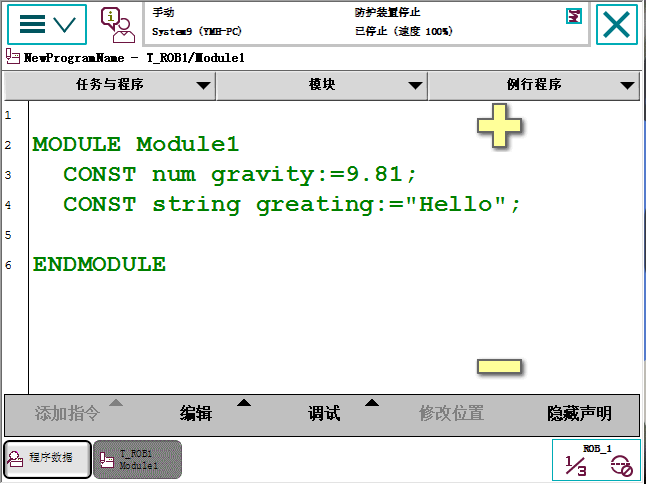 手动
防护装置停止
System9 (YMH-PC)
已停止 (速度 100%)
NewProgramName - T_ROB1/Module1
任务与程序
模块
例行程序
1
2 MODULE Module1
3 CONST num gravity:=9.81;
4 CONST string greating:="Hello";
5
6 ENDMODULE
添加指令
编辑
调试
修改位置
隐藏声明
程序数据
T_ROB1
Module1
ROB_1
1/3